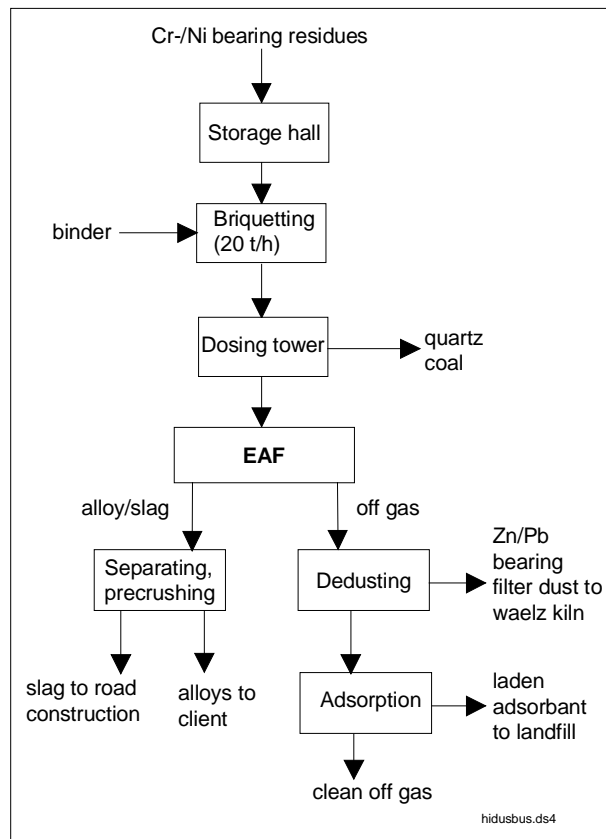 Cr-/Ni bearing residues
Storage hall
binder
Briquetting
(20 t/h)
Dosing tower
quartz
coal
EAF
alloy/slag
off gas
Separating,
precrushing
Dedusting
Zn/Pb
bearing
filter dust to
waelz kiln
slag to road
construction
alloys to
client
Adsorption
laden
adsorbant
to landfill
clean off gas
hidusbus.ds4